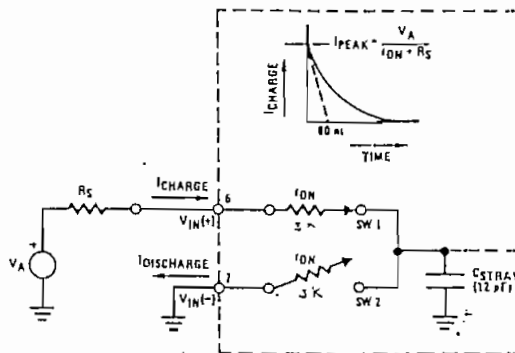 IPEAK = VA / rON + RS
ICHARGE
60 ns
TIME
RS
ICHARGE
6
rON
SW 1
VIN(+)
VA
+
IDISCHARGE
7
rON
SW 2
VIN(-)
3K
CSTRAY
(12 pF)